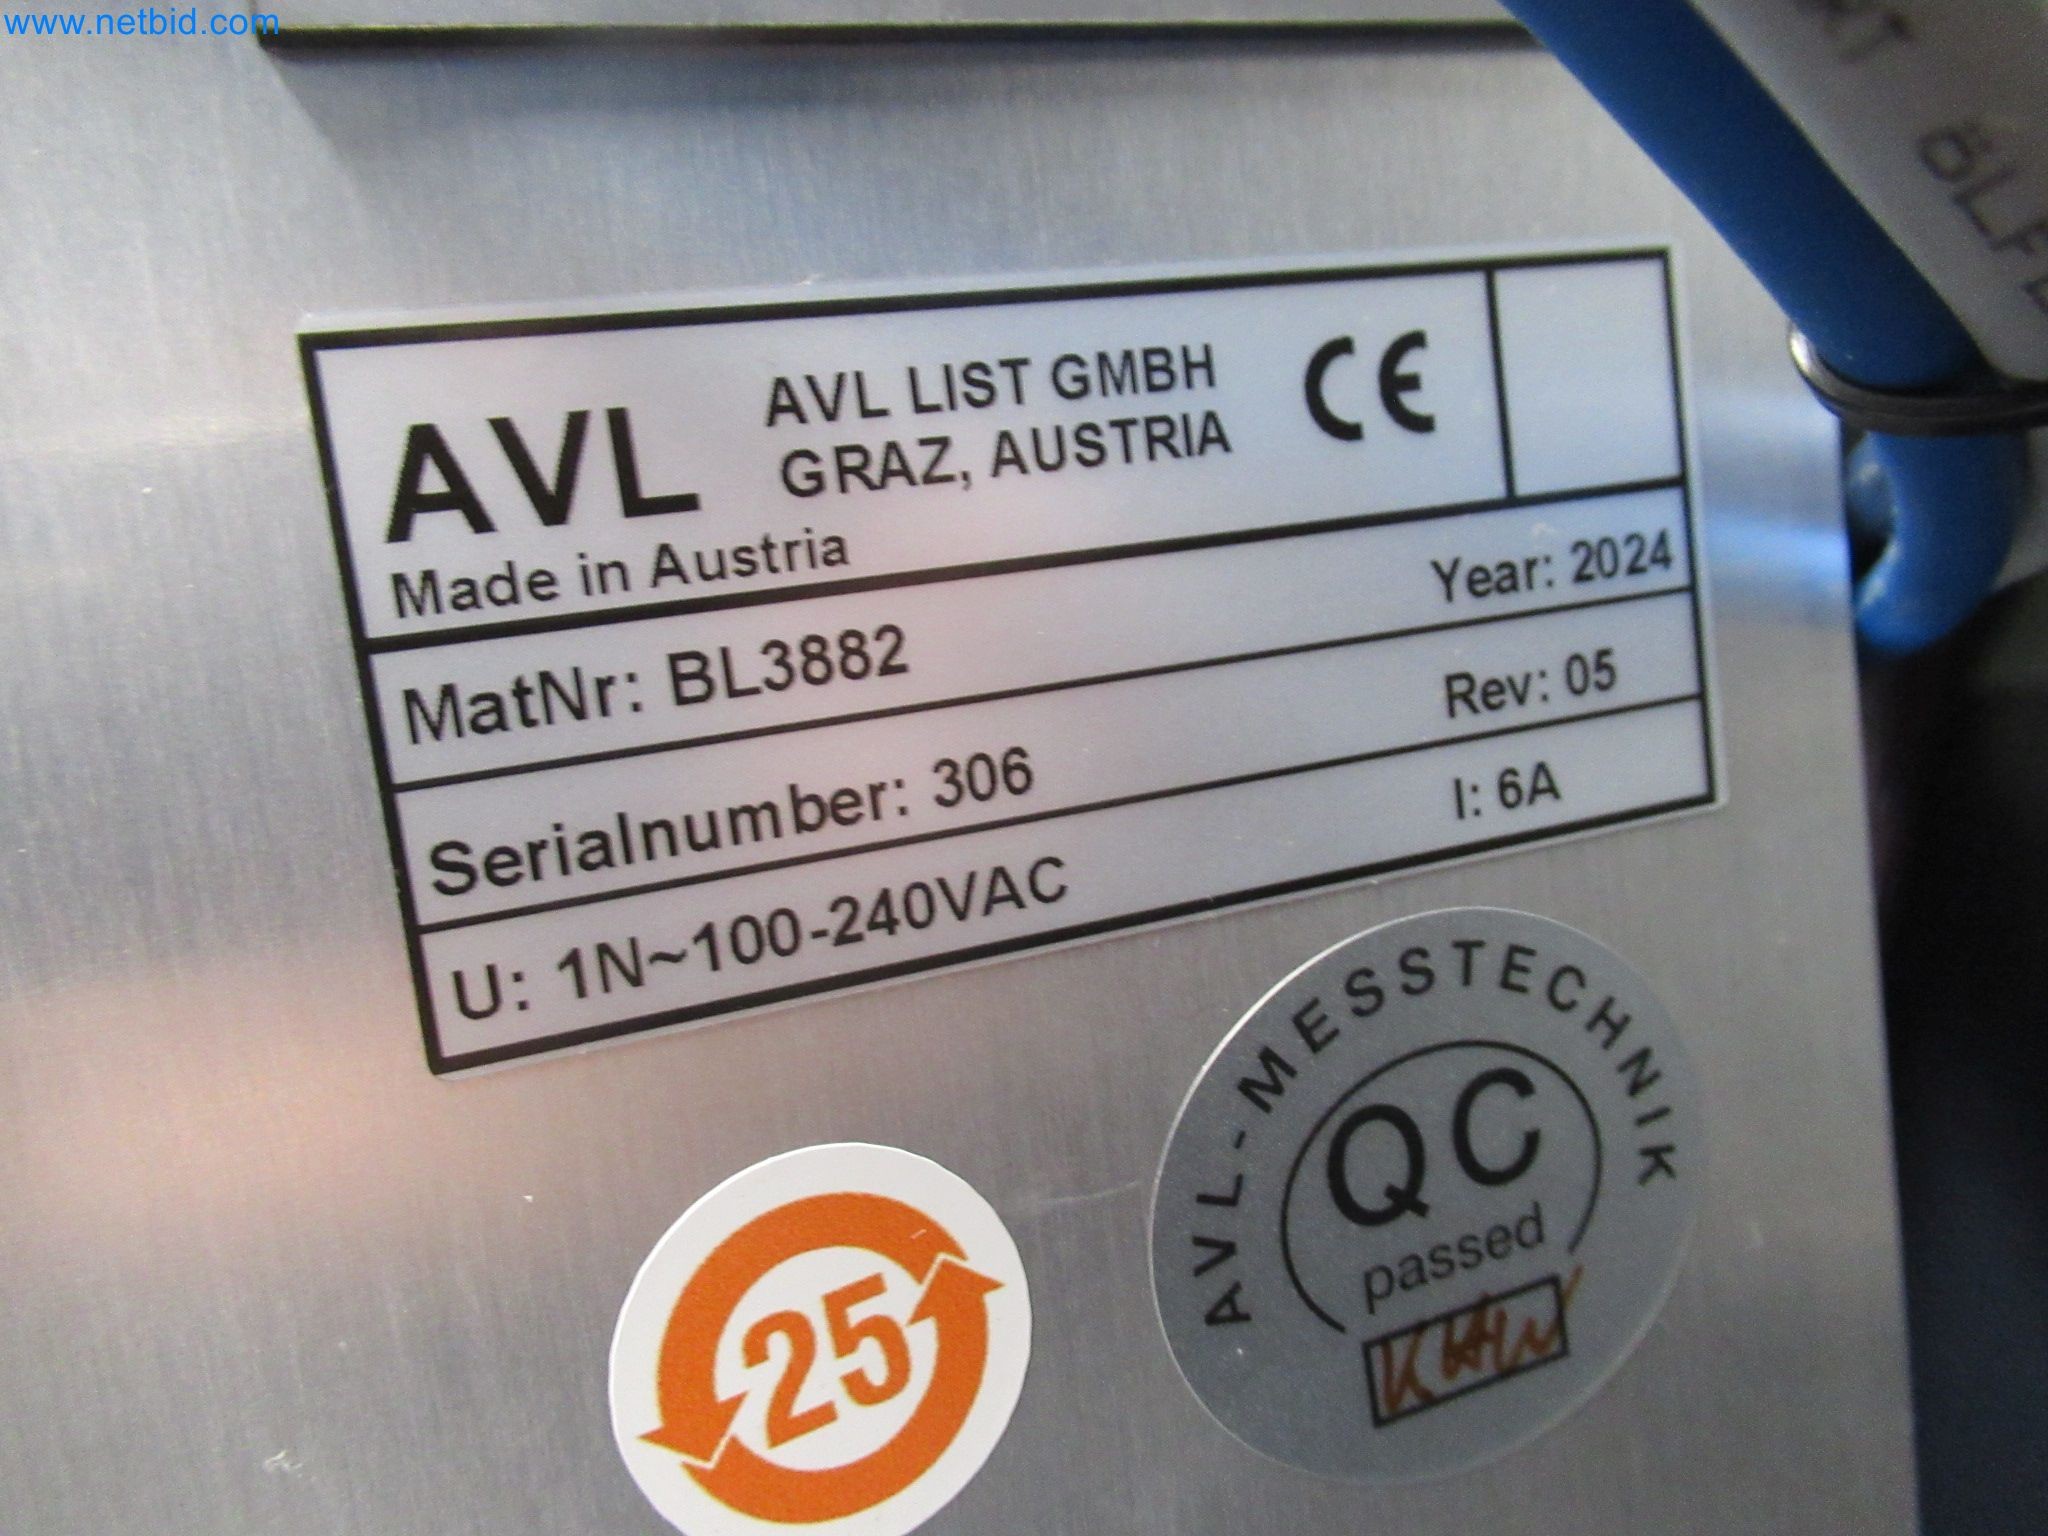 www.netbid.com
AVL
AVL LIST GMBH
GRAZ, AUSTRIA
CE
Made in Austria
MatNr: BL3882
Year: 2024
Serialnumber: 306
Rev: 05
U: 1N~100-240VAC
I: 6A
AVL-MESSTECHNIK
QC
passed
25